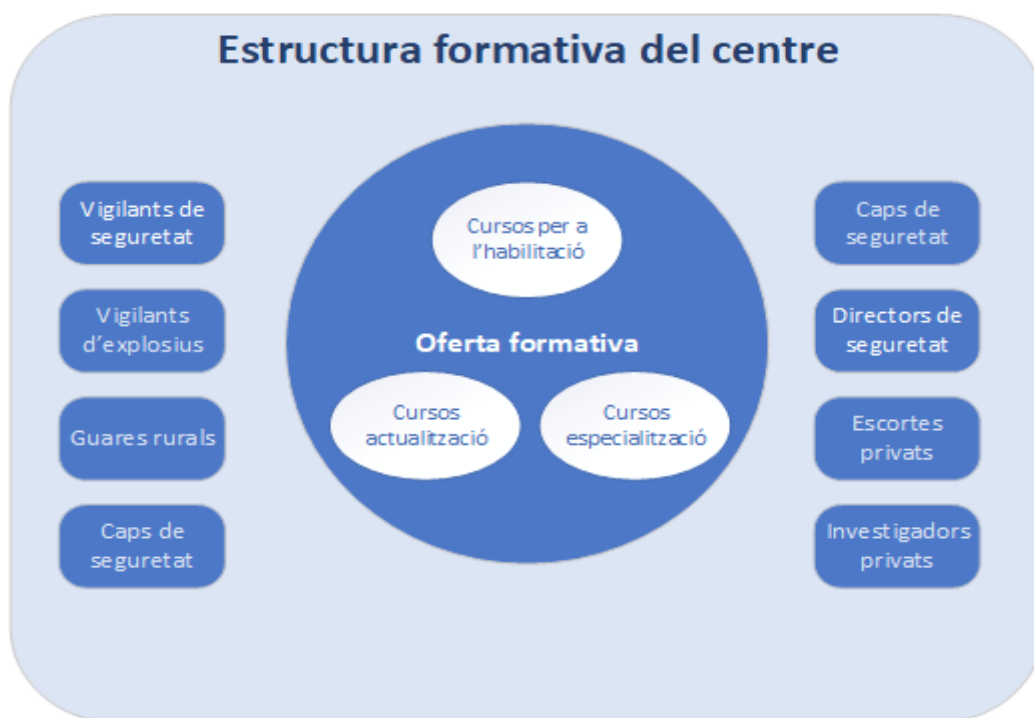 Estructura formativa del centre
Vigilants de
seguretat
Vigilants
d'explosius
Guares rurals
Caps de
seguretat
Cursos per a
l'habilitació
Oferta formativa
Cursos
actualització
Cursos
especialització
Caps de
seguretat
Directors de
seguretat
Escortes
privats
Investigadors
privats